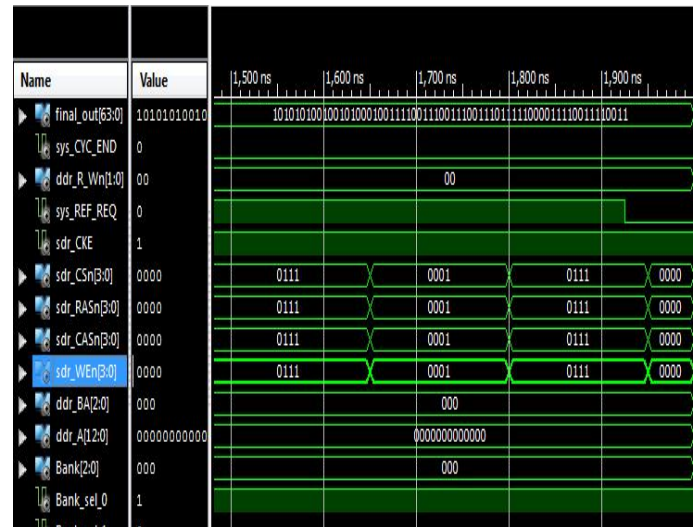 Name Value 1,500 ns 1,600 ns 1,700 ns 1,800 ns 1,900 ns
final_out[63:0] 10101010010
sys_CYC_END 0
ddr_R_Wn[1:0] 00 00
sys_REF_REQ 0
sdr_CKE 1
sdr_CSn[3:0] 0000 0111 0001 0111 0000
sdr_RASn[3:0] 0000 0111 0001 0111 0000
sdr_CASn[3:0] 0000 0111 0001 0111 0000
sdr_WEn[3:0] 0000 0111 0001 0111 0000
ddr_BA[2:0] 000 000
ddr_A[12:0] 00000000000 0000000000000
Bank[2:0] 000 000
Bank_sel_0 1